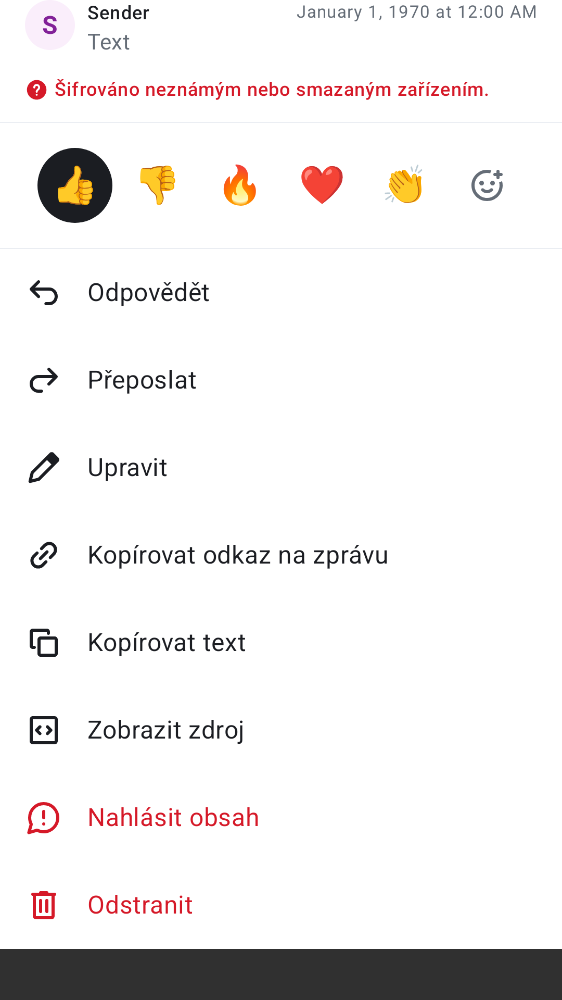 S
Sender
January 1, 1970 at 12:00 AM
Text
Šifrováno neznámým nebo smazaným zařízením.
Odpovědět
Přeposlat
Upravit
Kopírovat odkaz na zprávu
Kopírovat text
Zobrazit zdroj
Nahlásit obsah
Odstranit